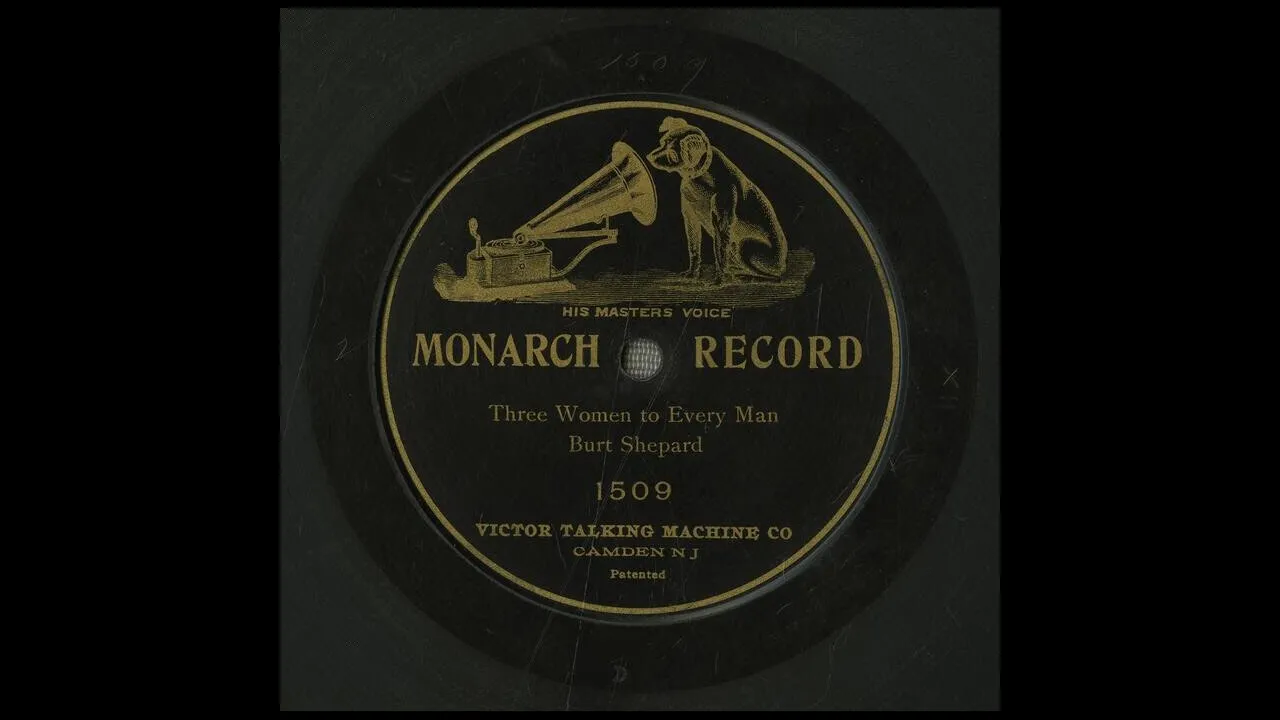 1509
HIS MASTERS VOICE
MONARCH RECORD
Three Women to Every Man
Burt Shepard
1509
VICTOR TALKING MACHINE CO
CAMDEN N J
Patented